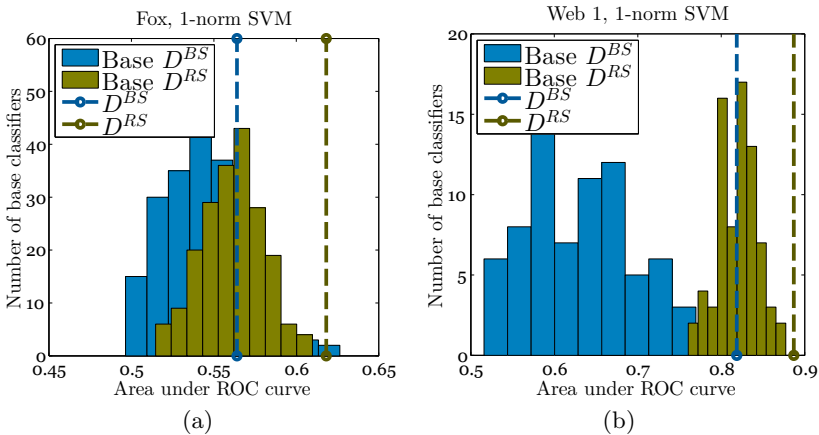 Fox, 1-norm SVM
Number of base classifiers
60
50
40
30
20
10
0
Base D^{BS}
Base D^{RS}
D^{BS}
D^{RS}
0.45 0.5 0.55 0.6 0.65
Area under ROC curve
(a)
Web 1, 1-norm SVM
Number of base classifiers
20
15
10
5
0
Base D^{BS}
Base D^{RS}
D^{BS}
D^{RS}
0.5 0.6 0.7 0.8 0.9
Area under ROC curve
(b)